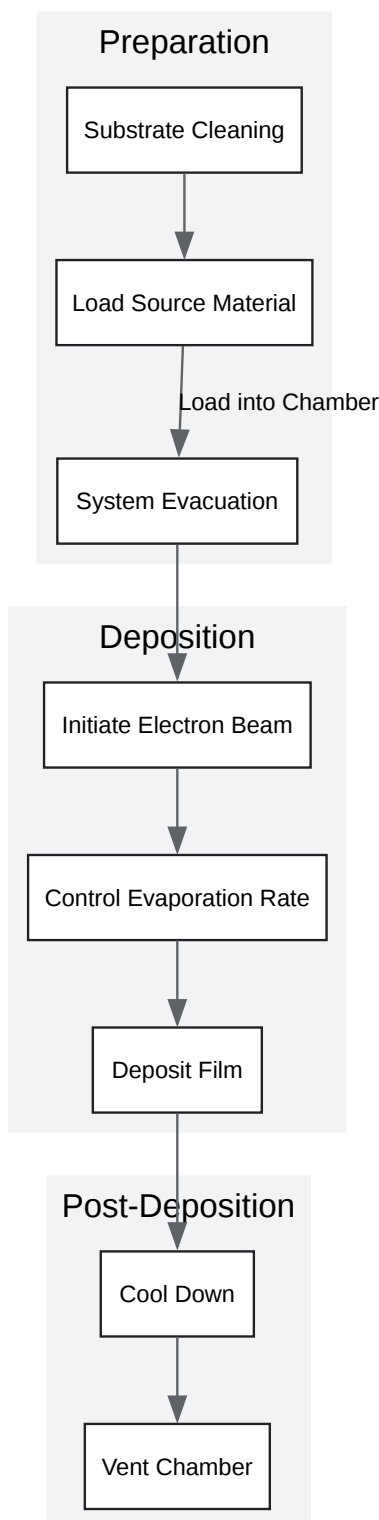 Preparation
Substrate Cleaning
Load Source Material
Load into Chamber
System Evacuation
Deposition
Initiate Electron Beam
Control Evaporation Rate
Deposit Film
Post-Deposition
Cool Down
Vent Chamber